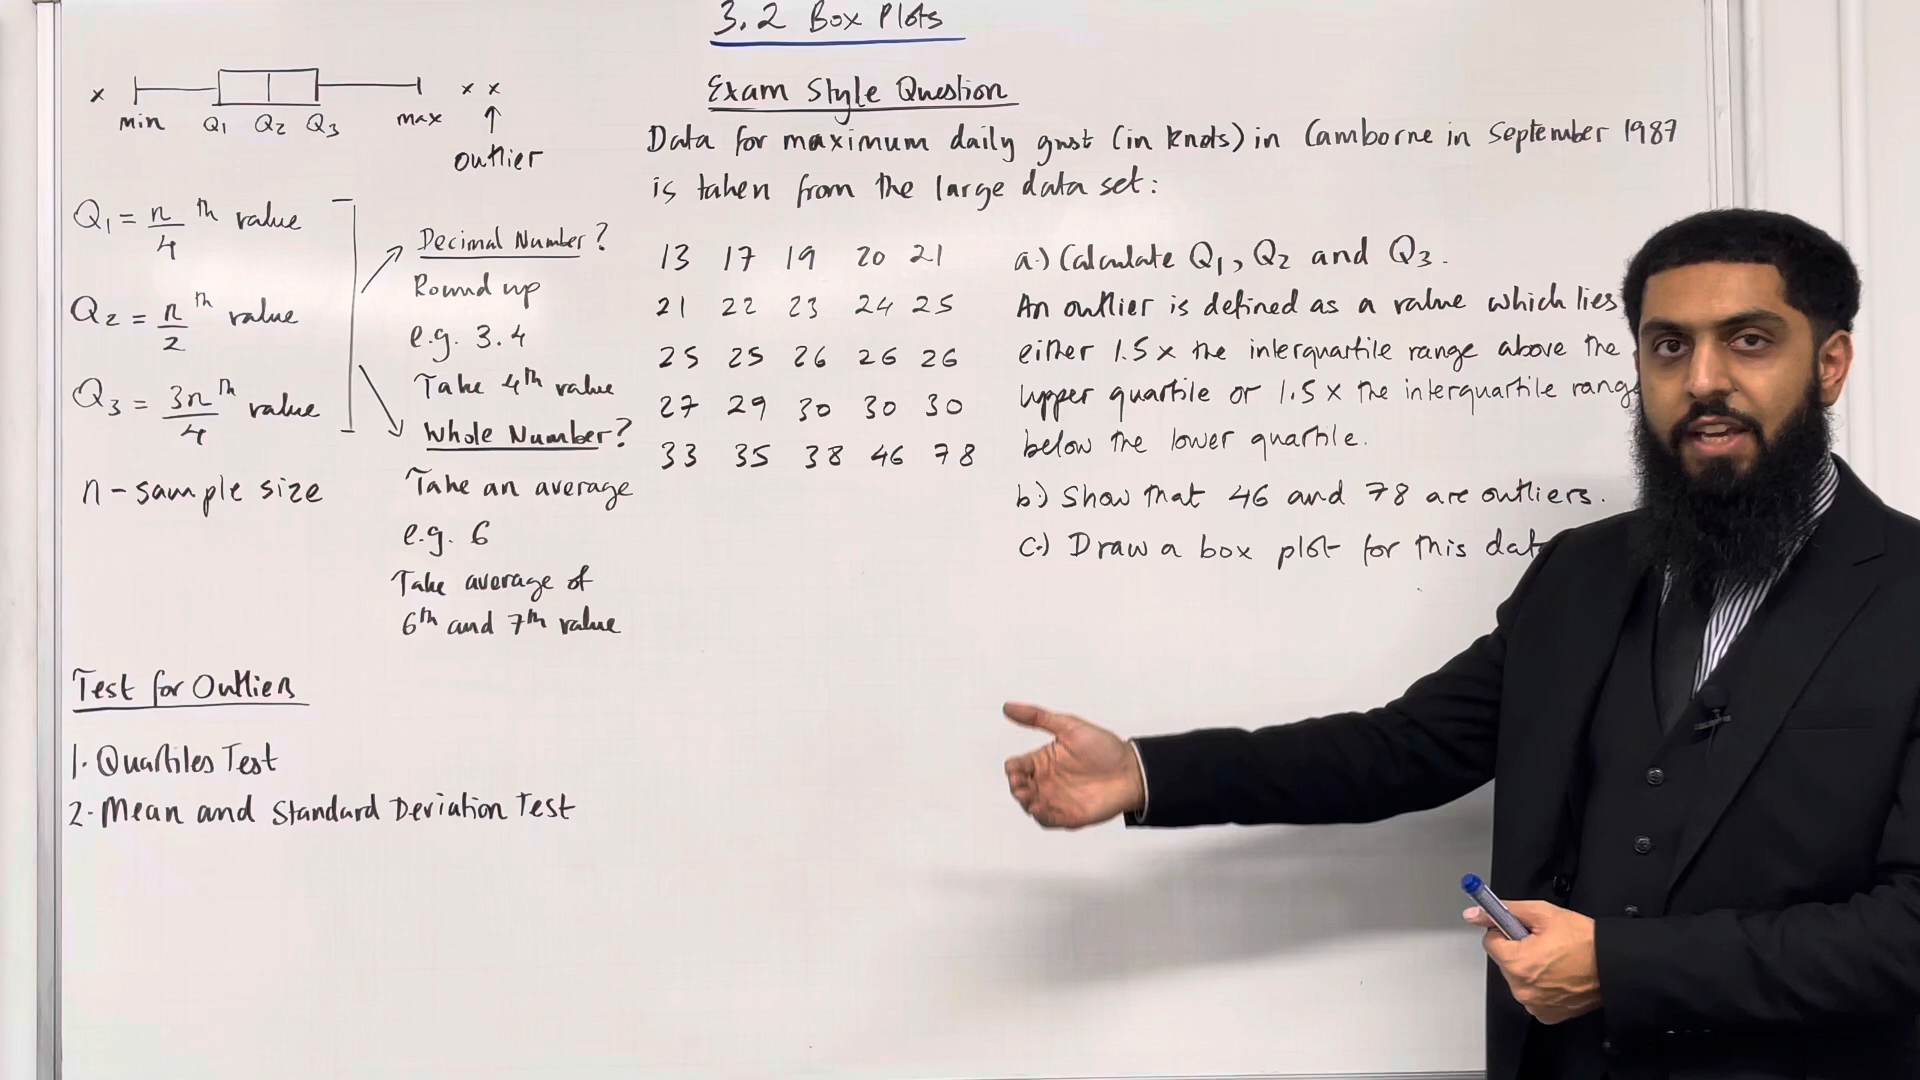 3.2 Box Plots
x x x
min Q1 Q2 Q3 max
outlier
Q1 = n/4 th value
Q2 = n/2 th value
Q3 = 3n/4 th value
n - sample size
Decimal Number?
Round up
e.g. 3.4
Take 4th value
Whole Number?
Take an average
e.g. 6
Take average of
6th and 7th value
Test for Outliers
1. Quartiles Test
2. Mean and Standard Deviation Test
Exam Style Question
Data for maximum daily gust (in knots) in Camborne in September 1987
is taken from the large data set:
13 17 19 20 21
21 22 23 24 25
25 25 26 26 26
27 29 30 30 30
33 35 38 46 78
a.) Calculate Q1, Q2 and Q3.
An outlier is defined as a value which lies
either 1.5 x the interquartile range above the
upper quartile or 1.5 x the interquartile range
below the lower quartile.
b.) Show that 46 and 78 are outliers.
c.) Draw a box plot for this dat